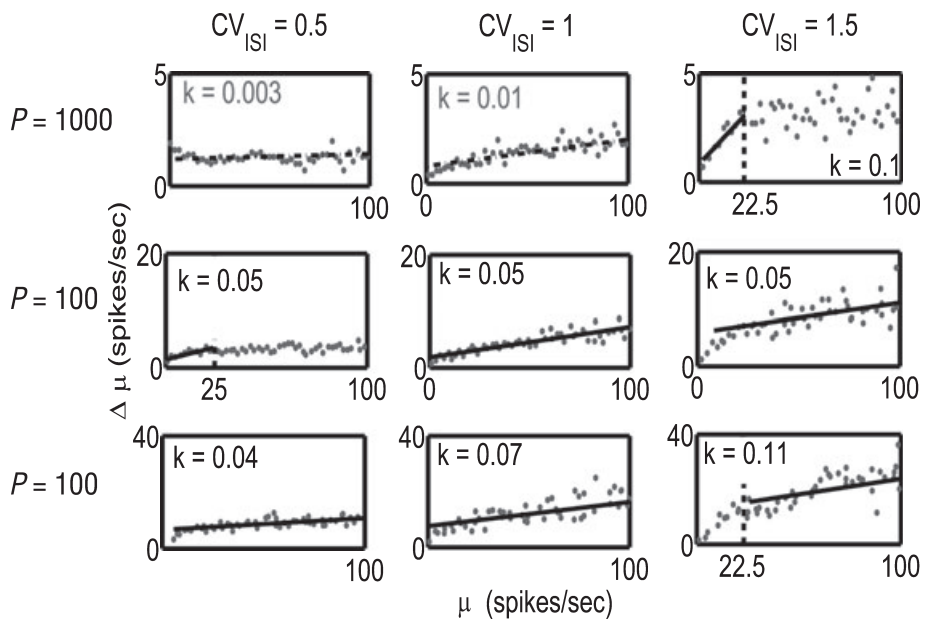 CV_ISI = 0.5 CV_ISI = 1 CV_ISI = 1.5
P = 1000
5 k = 0.003 0 100
5 k = 0.01 0 0 100
5 k = 0.1 0 22.5 100
Δ μ (spikes/sec)
P = 100
20 k = 0.05 0 25 100
20 k = 0.05 0 0 100
20 k = 0.05 0 0 100
P = 100
40 k = 0.04 0 100
40 k = 0.07 0 100
40 k = 0.11 0 22.5 100
μ (spikes/sec)